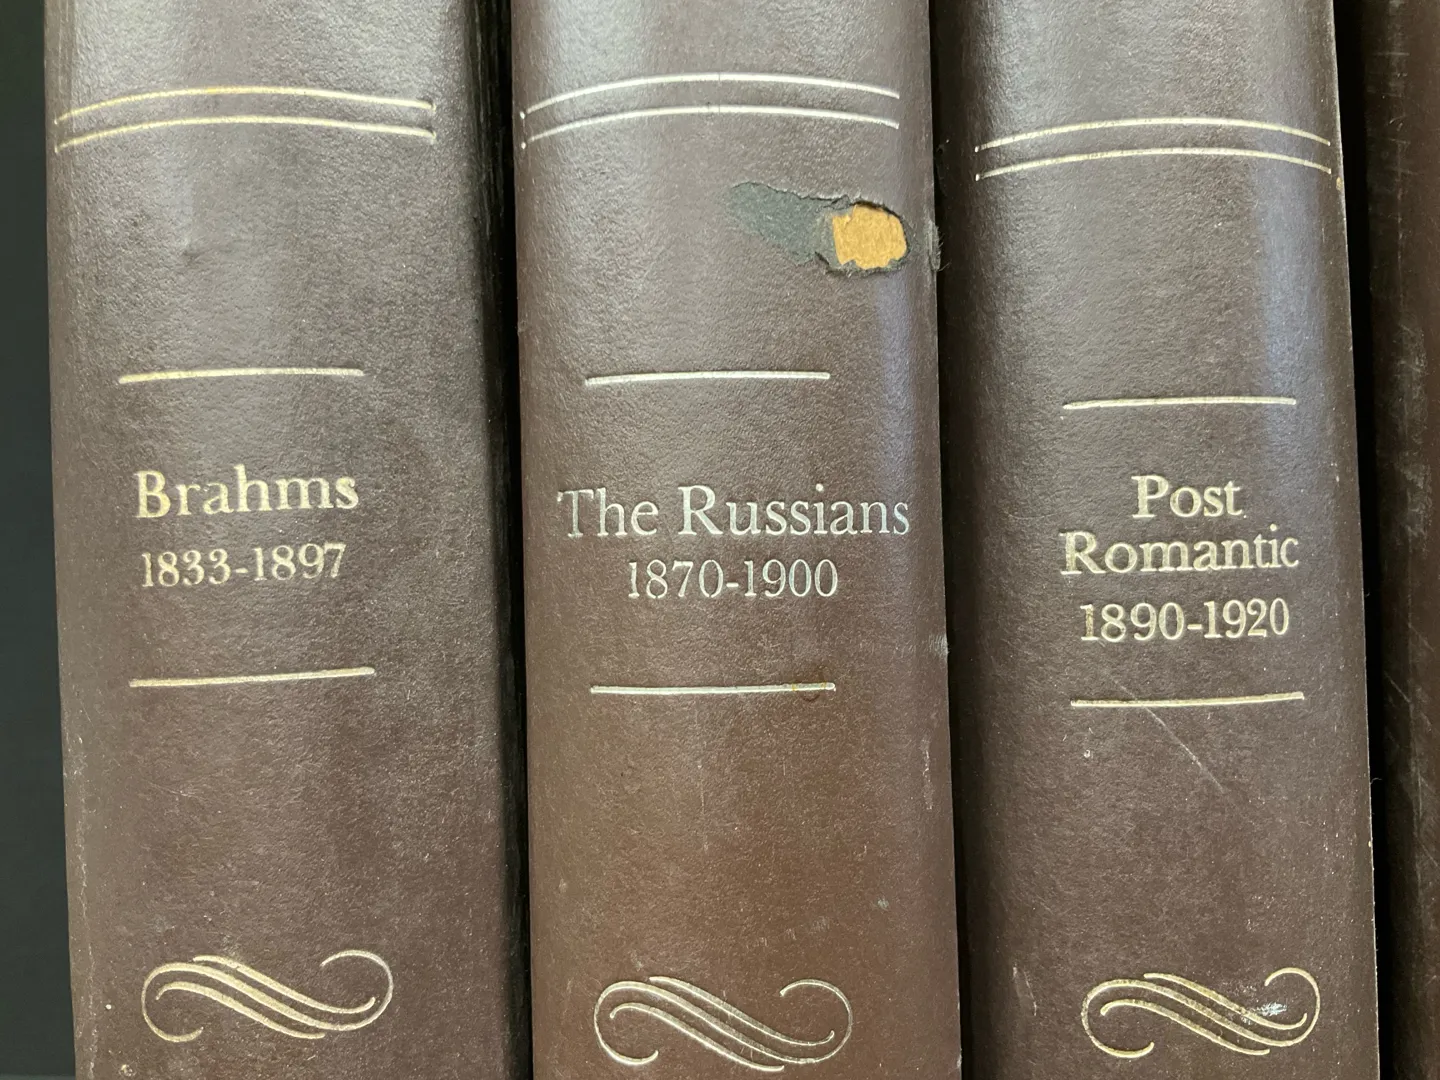 Brahms
1833-1897
The Russians
1870-1900
Post
Romantic
1890-1920